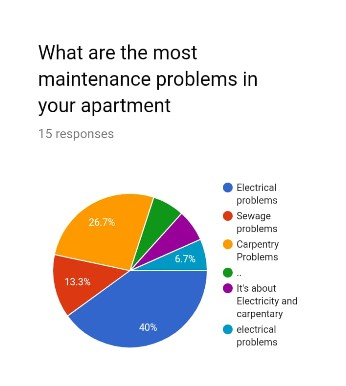 What are the most
maintenance problems in
your apartment
15 responses
Electrical
problems
Sewage
problems
Carpentry
Problems
..
It's about
Electricity and
carpentary
electrical
problems
26.7%
13.3%
6.7%
40%